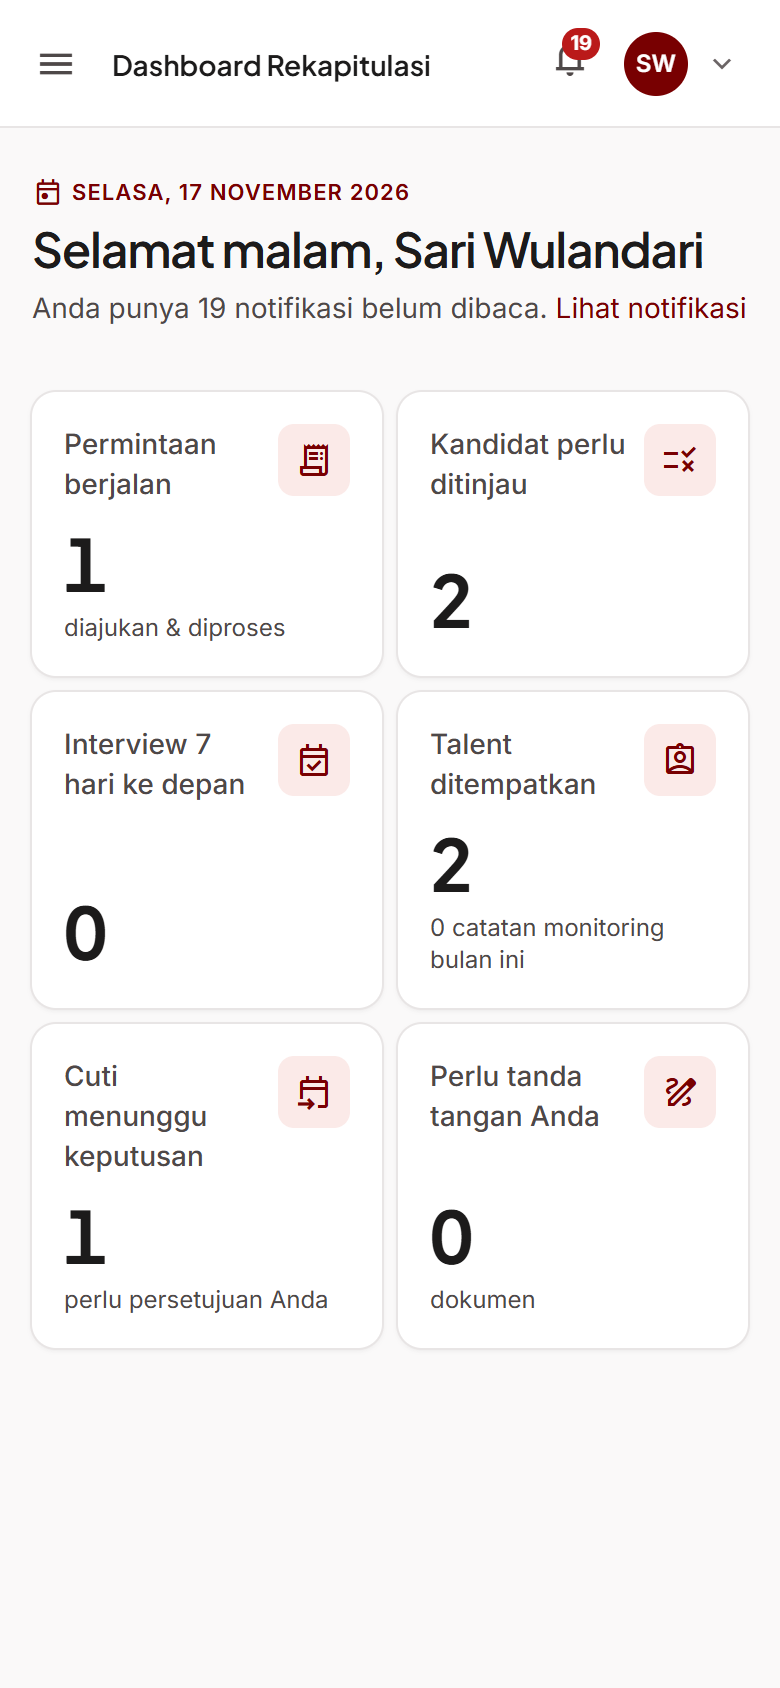 Dashboard Rekapitulasi
19
SW
SELASA, 17 NOVEMBER 2026
Selamat malam, Sari Wulandari
Anda punya 19 notifikasi belum dibaca. Lihat notifikasi
Permintaan
berjalan
1
diajukan & diproses
Kandidat perlu
ditinjau
2
Interview 7
hari ke depan
0
Talent
ditempatkan
2
0 catatan monitoring
bulan ini
Cuti
menunggu
keputusan
1
perlu persetujuan Anda
Perlu tanda
tangan Anda
0
dokumen